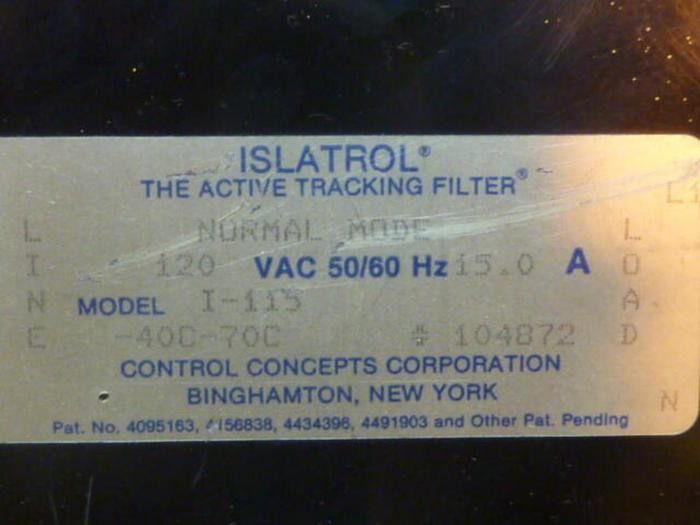 ISLATROL®
THE ACTIVE TRACKING FILTER®
L1
L NORMAL MODE L
I 120 VAC 50/60 Hz 15.0 A O
N MODEL I-115 A
E -40C-70C # 104872 D
CONTROL CONCEPTS CORPORATION
BINGHAMTON, NEW YORK
N
Pat. No. 4095163, 4156838, 4434396, 4491903 and Other Pat. Pending